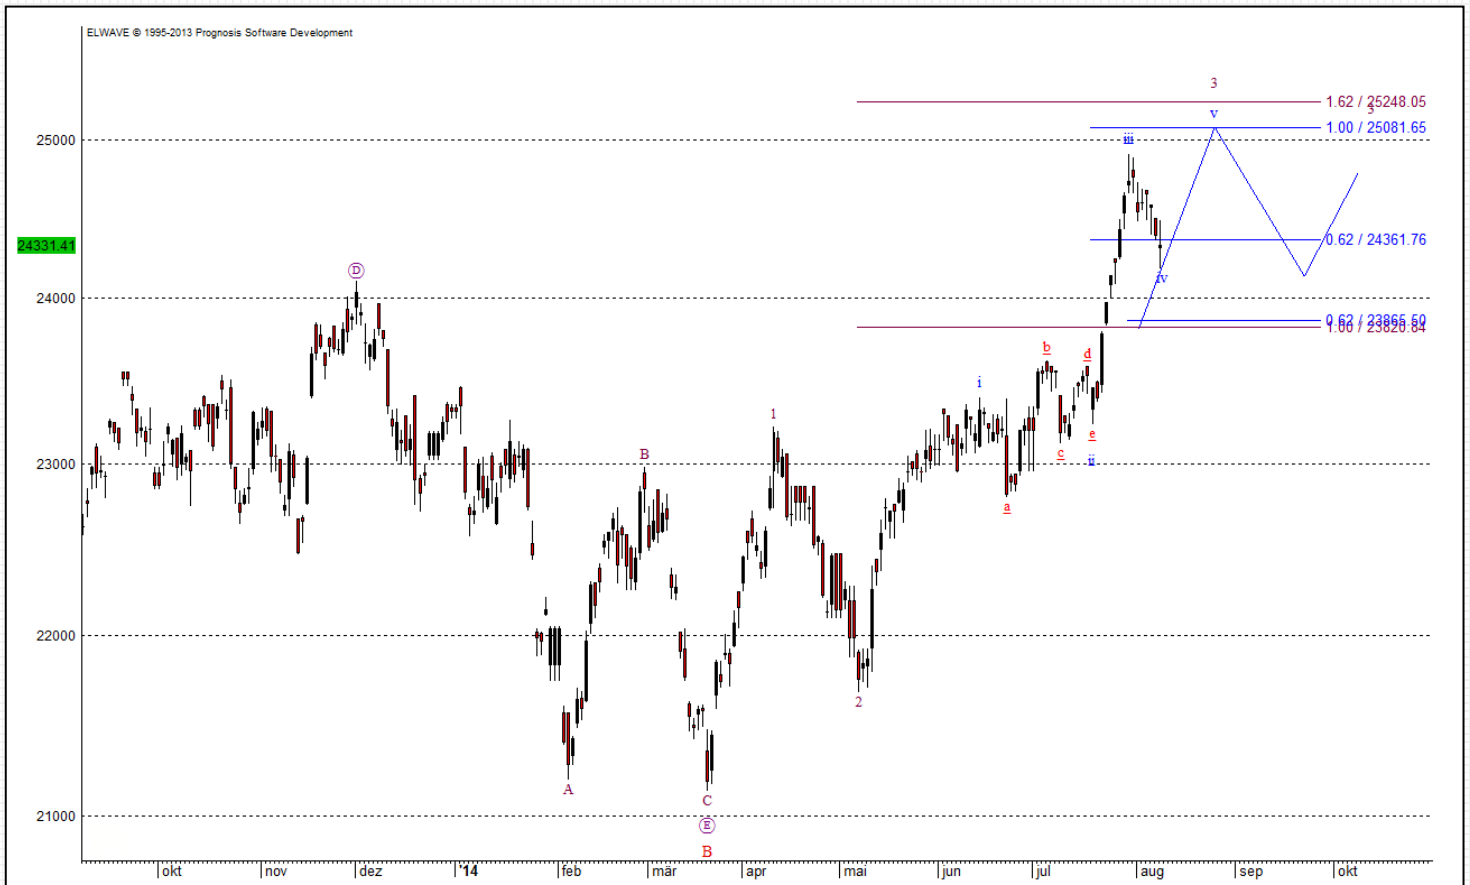 ELWAVE © 1995-2013 Prognosis Software Development
3
1.62 / 25248.05
5
v
1.00 / 25081.65
25000
iii
24331.41
0.62 / 24361.76
D
iv
24000
0.62 / 23865.50
1.00 / 23820.84
b
d
i
1
e
B
c
23000
ii
a
22000
2
A
C
21000
E
B
okt
nov
dez
'14
feb
mär
apr
mai
jun
jul
aug
sep
okt